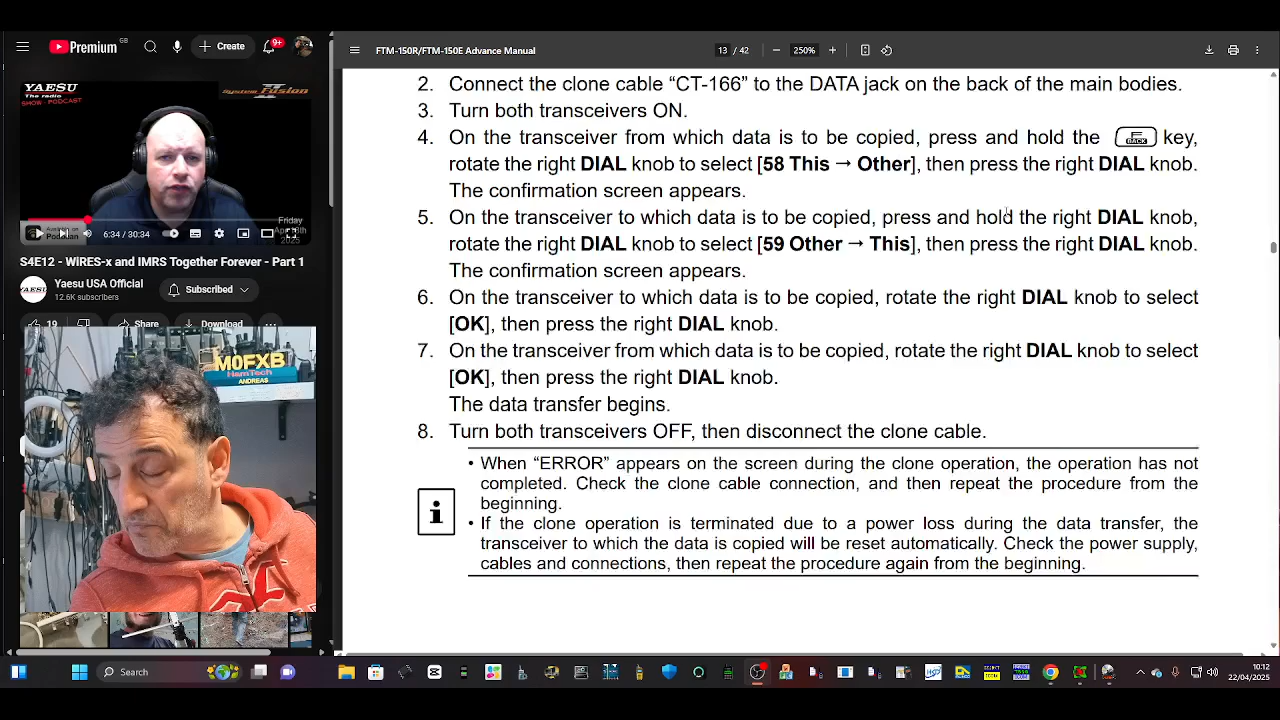 Premium
GB
Create
9+
YAESU
The radio
SHOW - PODCAST
System Fusion
Friday
6:34 / 30:34
S4E12 - WiRES-x and IMRS Together Forever - Part 1
Yaesu USA Official
12.6K subscribers
Subscribed
19
Share
Download
M0FXB
HamTech
ANDREAS
FTM-150R/FTM-150E Advance Manual
13 / 42
250%
2. Connect the clone cable “CT-166” to the DATA jack on the back of the main bodies.
3. Turn both transceivers ON.
4. On the transceiver from which data is to be copied, press and hold the F BACK key,
rotate the right DIAL knob to select [58 This → Other], then press the right DIAL knob.
The confirmation screen appears.
5. On the transceiver to which data is to be copied, press and hold the right DIAL knob,
rotate the right DIAL knob to select [59 Other → This], then press the right DIAL knob.
The confirmation screen appears.
6. On the transceiver to which data is to be copied, rotate the right DIAL knob to select
[OK], then press the right DIAL knob.
7. On the transceiver from which data is to be copied, rotate the right DIAL knob to select
[OK], then press the right DIAL knob.
The data transfer begins.
8. Turn both transceivers OFF, then disconnect the clone cable.
• When “ERROR” appears on the screen during the clone operation, the operation has not
completed. Check the clone cable connection, and then repeat the procedure from the
beginning.
• If the clone operation is terminated due to a power loss during the data transfer, the
transceiver to which the data is copied will be reset automatically. Check the power supply,
cables and connections, then repeat the procedure again from the beginning.
i
Search
10:12
22/04/2025